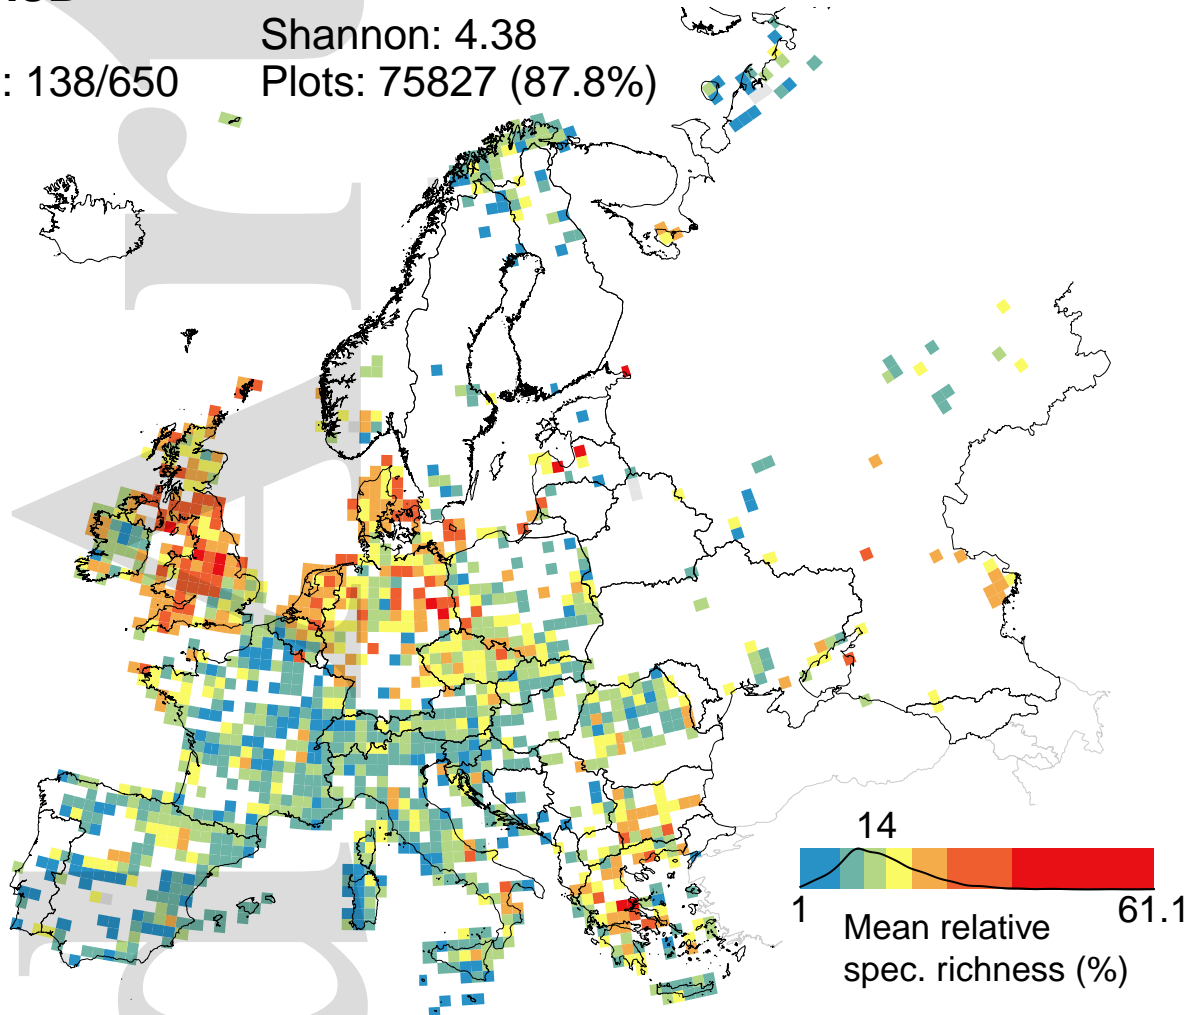 Shannon: 4.38
: 138/650
Plots: 75827 (87.8%)
14
1
61.1
Mean relative
spec. richness (%)